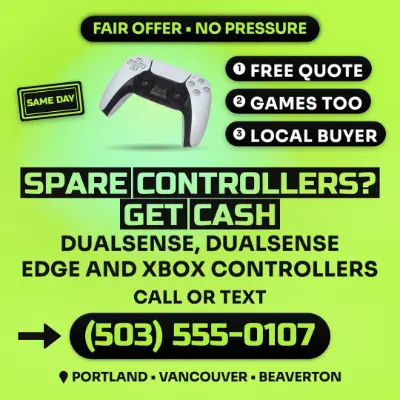 FAIR OFFER • NO PRESSURE
SAME DAY
1 FREE QUOTE
2 GAMES TOO
3 LOCAL BUYER
SPARE CONTROLLERS?
GET CASH
DUALSENSE, DUALSENSE
EDGE AND XBOX CONTROLLERS
CALL OR TEXT
(503) 555-0107
PORTLAND • VANCOUVER • BEAVERTON